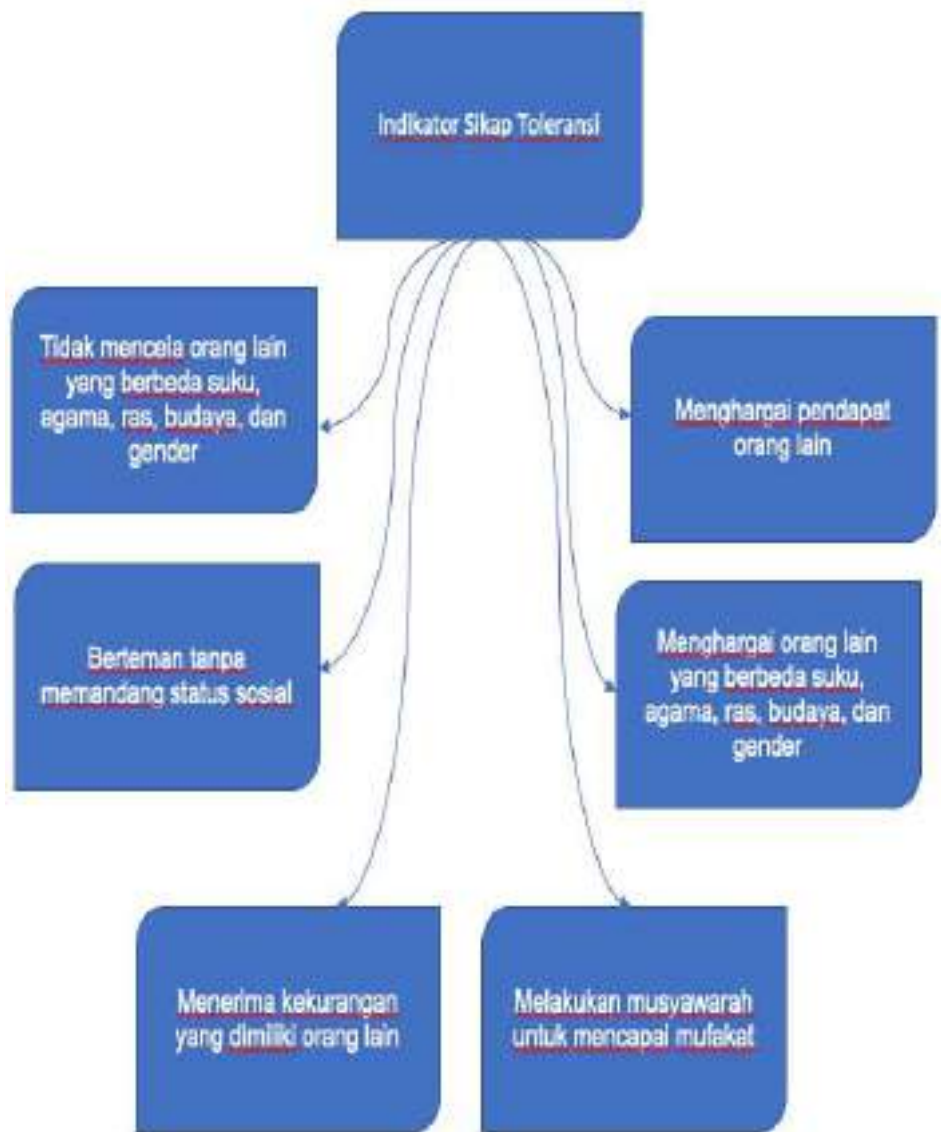 Indikator Sikap Toleransi
Tidak mencela orang lain
yang berbeda suku,
agama, ras, budaya, dan
gender
Menghargai pendapat
orang lain
Berteman tanpa
memandang status sosial
Menghargai orang lain
yang berbeda suku,
agama, ras, budaya, dan
gender
Menerima kekurangan
yang dimiliki orang lain
Melakukan musyawarah
untuk mencapai mufakat